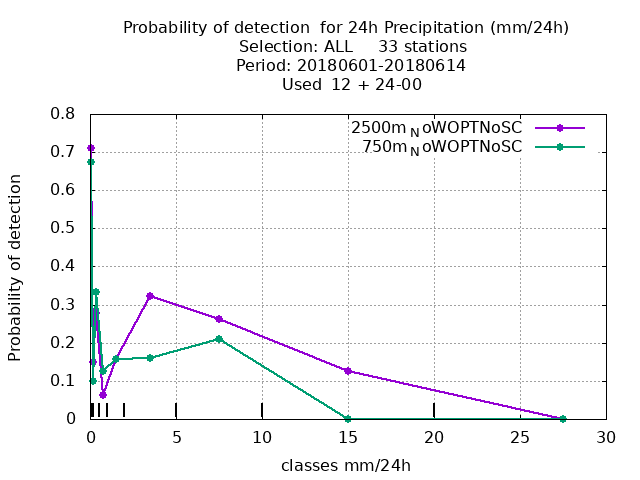 Probability of detection  for 24h Precipitation (mm/24h)
Selection: ALL     33 stations
Period: 20180601-20180614
Used  12 + 24-00
2500m_NoWOPTNoSC
750m_NoWOPTNoSC
Probability of detection
0.8
0.7
0.6
0.5
0.4
0.3
0.2
0.1
0
0 5 10 15 20 25 30
classes mm/24h